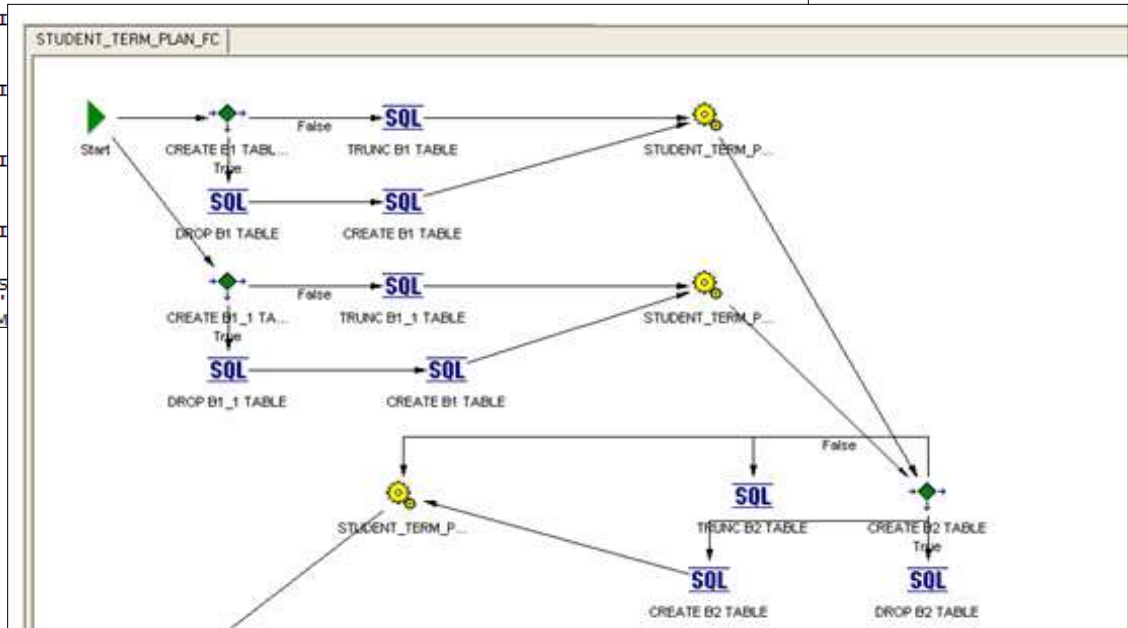 STUDENT_TERM_PLAN_FC
SQL
False
Start
CREATE B1 TABL...
TRUNC B1 TABLE
STUDENT_TERM_P...
True
SQL
SQL
DROP B1 TABLE
CREATE B1 TABLE
SQL
False
CREATE B1_1 TA...
TRUNC B1_1 TABLE
STUDENT_TERM_P...
True
SQL
SQL
DROP B1_1 TABLE
CREATE B1 TABLE
False
SQL
STUDENT_TERM_P...
TRUNC B2 TABLE
CREATE B2 TABLE
True
SQL
SQL
CREATE B2 TABLE
DROP B2 TABLE